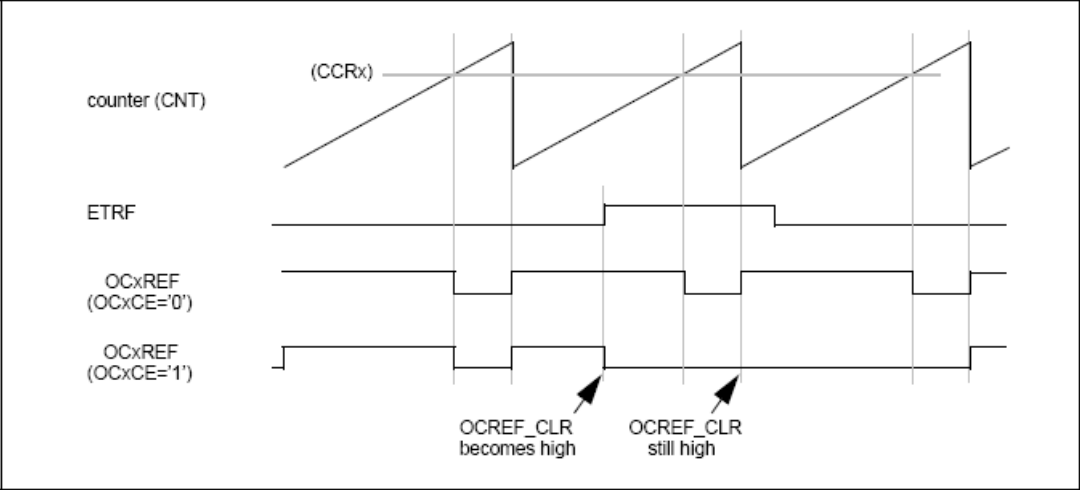 (CCRx)
counter (CNT)
ETRF
OCxREF
(OCxCE='0')
OCxREF
(OCxCE='1')
OCREF_CLR
becomes high
OCREF_CLR
still high